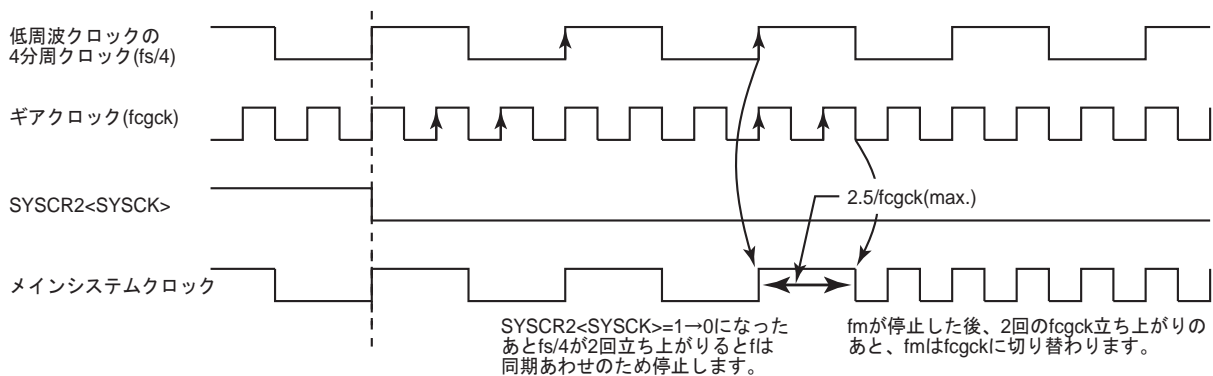 低周波クロックの
4分周クロック(fs/4)
ギアクロック(fcgck)
SYSCR2<SYSCK>
2.5/fcgck(max.)
メインシステムクロック
SYSCR2<SYSCK>=1→0になった
あとfs/4が2回立ち上がりるとfは
同期あわせのため停止します。
fmが停止した後、2回のfcgck立ち上がりの
あと、fmはfcgckに切り替わります。